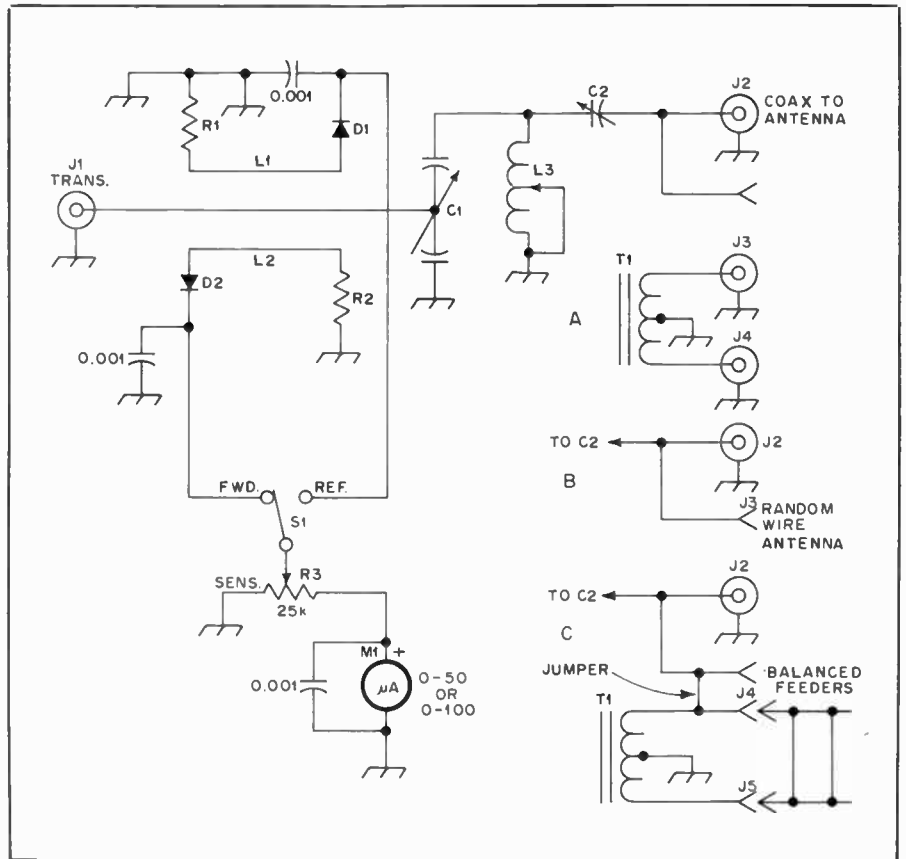 0.001
R1
D1
L1
J1
TRANS.
C1
C2
J2
COAX TO
ANTENNA
L3
L2
D2
R2
0.001
T1
J3
A
J4
TO C2
J2
B
J3
RANDOM
WIRE
ANTENNA
FWD.
REF.
S1
SENS.
R3
25k
M1
+
0.001
μA
0-50
OR
0-100
TO C2
J2
C
JUMPER
BALANCED
FEEDERS
T1
J4
J5